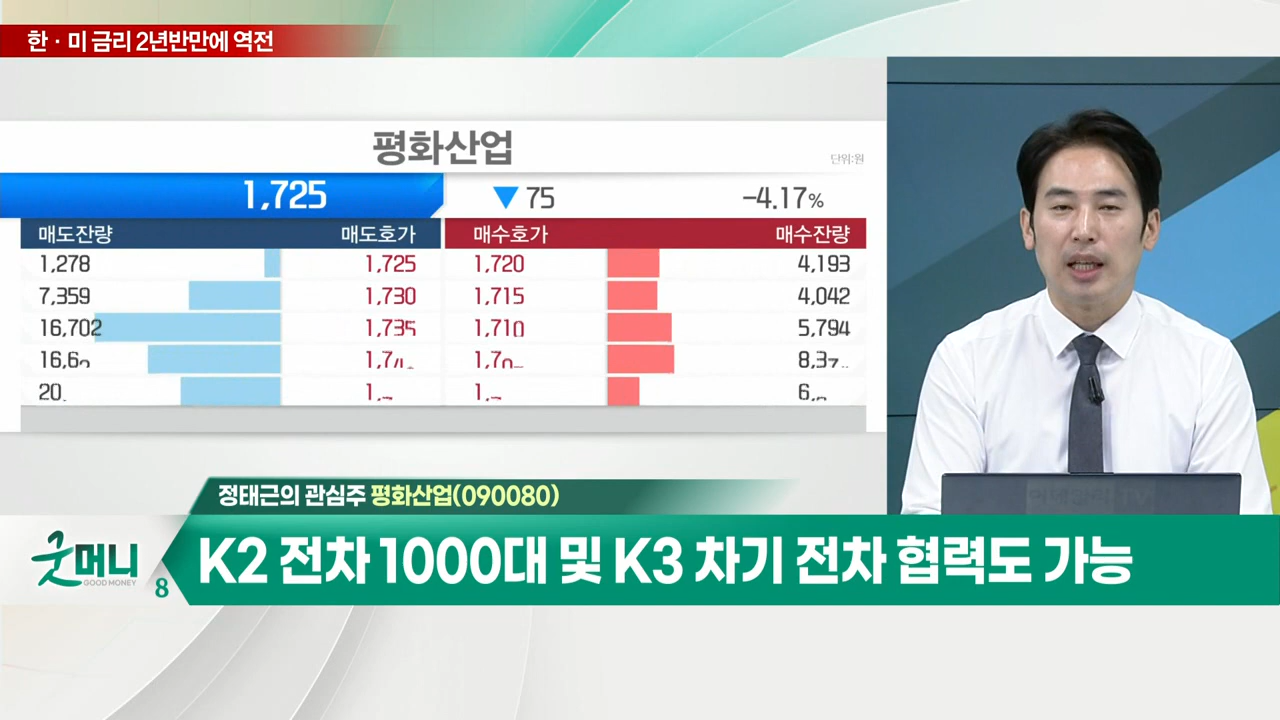 한·미 금리 2년반만에 역전
평화산업
단위:원
1,725 ▼ 75 -4.17%
매도잔량 매도호가 매수호가 매수잔량
1,278 1,725 1,720 4,193
7,359 1,730 1,715 4,042
16,702 1,735 1,710 5,794
정태근의 관심주 평화산업(090080)
굿머니
GOOD MONEY
8
K2 전차 1000대 및 K3 차기 전차 협력도 가능